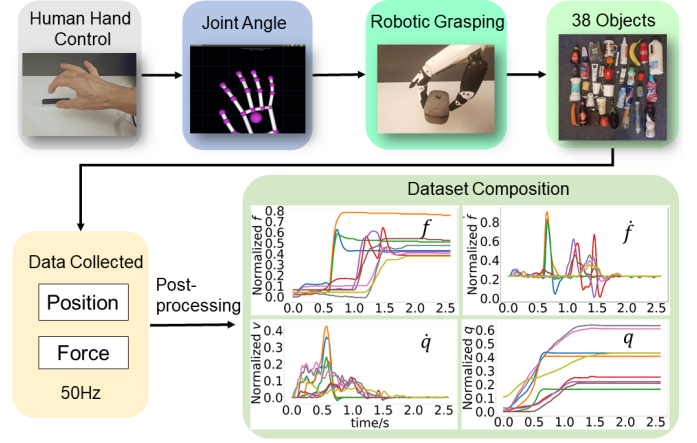 Human Hand
Control
Joint Angle
Robotic Grasping
38 Objects
Data Collected
Position
Force
50Hz
Post-
processing
Dataset Composition
Normalized f
0.8
0.7
0.6
0.5
0.4
0.3
0.2
0.1
0.0
0.0 0.5 1.0 1.5 2.0 2.5
f
Normalized ḟ
0.8
0.6
0.4
0.2
0.0
0.0 0.5 1.0 1.5 2.0 2.5
ḟ
Normalized v
0.4
0.3
0.2
0.1
0.0
0.0 0.5 1.0 1.5 2.0 2.5
time/s
q̇
Normalized q
0.6
0.5
0.4
0.3
0.2
0.1
0.0
0.0 0.5 1.0 1.5 2.0 2.5
q